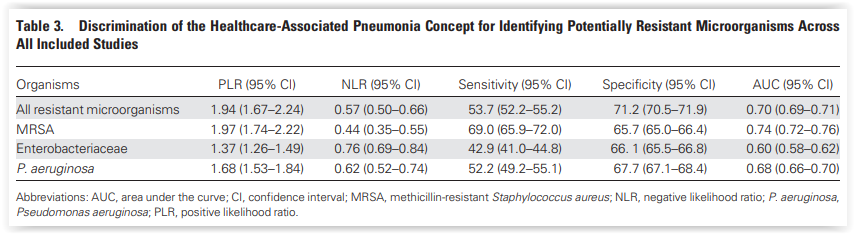 Table 3. Discrimination of the Healthcare-Associated Pneumonia Concept for Identifying Potentially Resistant Microorganisms Across
All Included Studies
Organisms PLR (95% CI) NLR (95% CI) Sensitivity (95% CI) Specificity (95% CI) AUC (95% CI)
All resistant microorganisms 1.94 (1.67–2.24) 0.57 (0.50–0.66) 53.7 (52.2–55.2) 71.2 (70.5–71.9) 0.70 (0.69–0.71)
MRSA 1.97 (1.74–2.22) 0.44 (0.35–0.55) 69.0 (65.9–72.0) 65.7 (65.0–66.4) 0.74 (0.72–0.76)
Enterobacteriaceae 1.37 (1.26–1.49) 0.76 (0.69–0.84) 42.9 (41.0–44.8) 66. 1 (65.5–66.8) 0.60 (0.58–0.62)
P. aeruginosa 1.68 (1.53–1.84) 0.62 (0.52–0.74) 52.2 (49.2–55.1) 67.7 (67.1–68.4) 0.68 (0.66–0.70)
Abbreviations: AUC, area under the curve; CI, confidence interval; MRSA, methicillin-resistant Staphylococcus aureus; NLR, negative likelihood ratio; P. aeruginosa,
Pseudomonas aeruginosa; PLR, positive likelihood ratio.